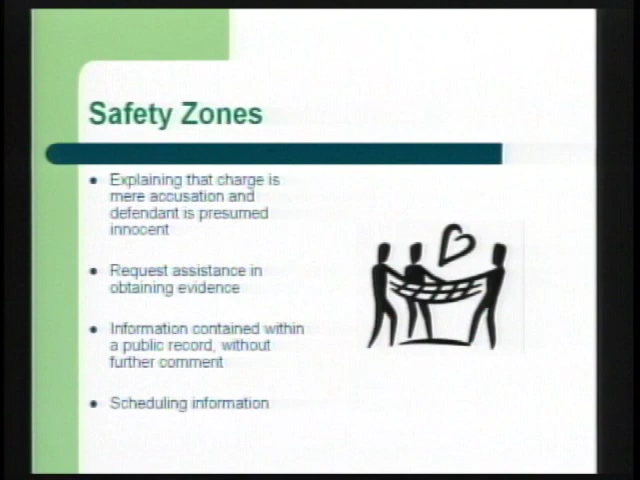 Safety Zones
Explaining that charge is
mere accusation and
defendant is presumed
innocent
Request assistance in
obtaining evidence
Information contained within
a public record, without
further comment
Scheduling information